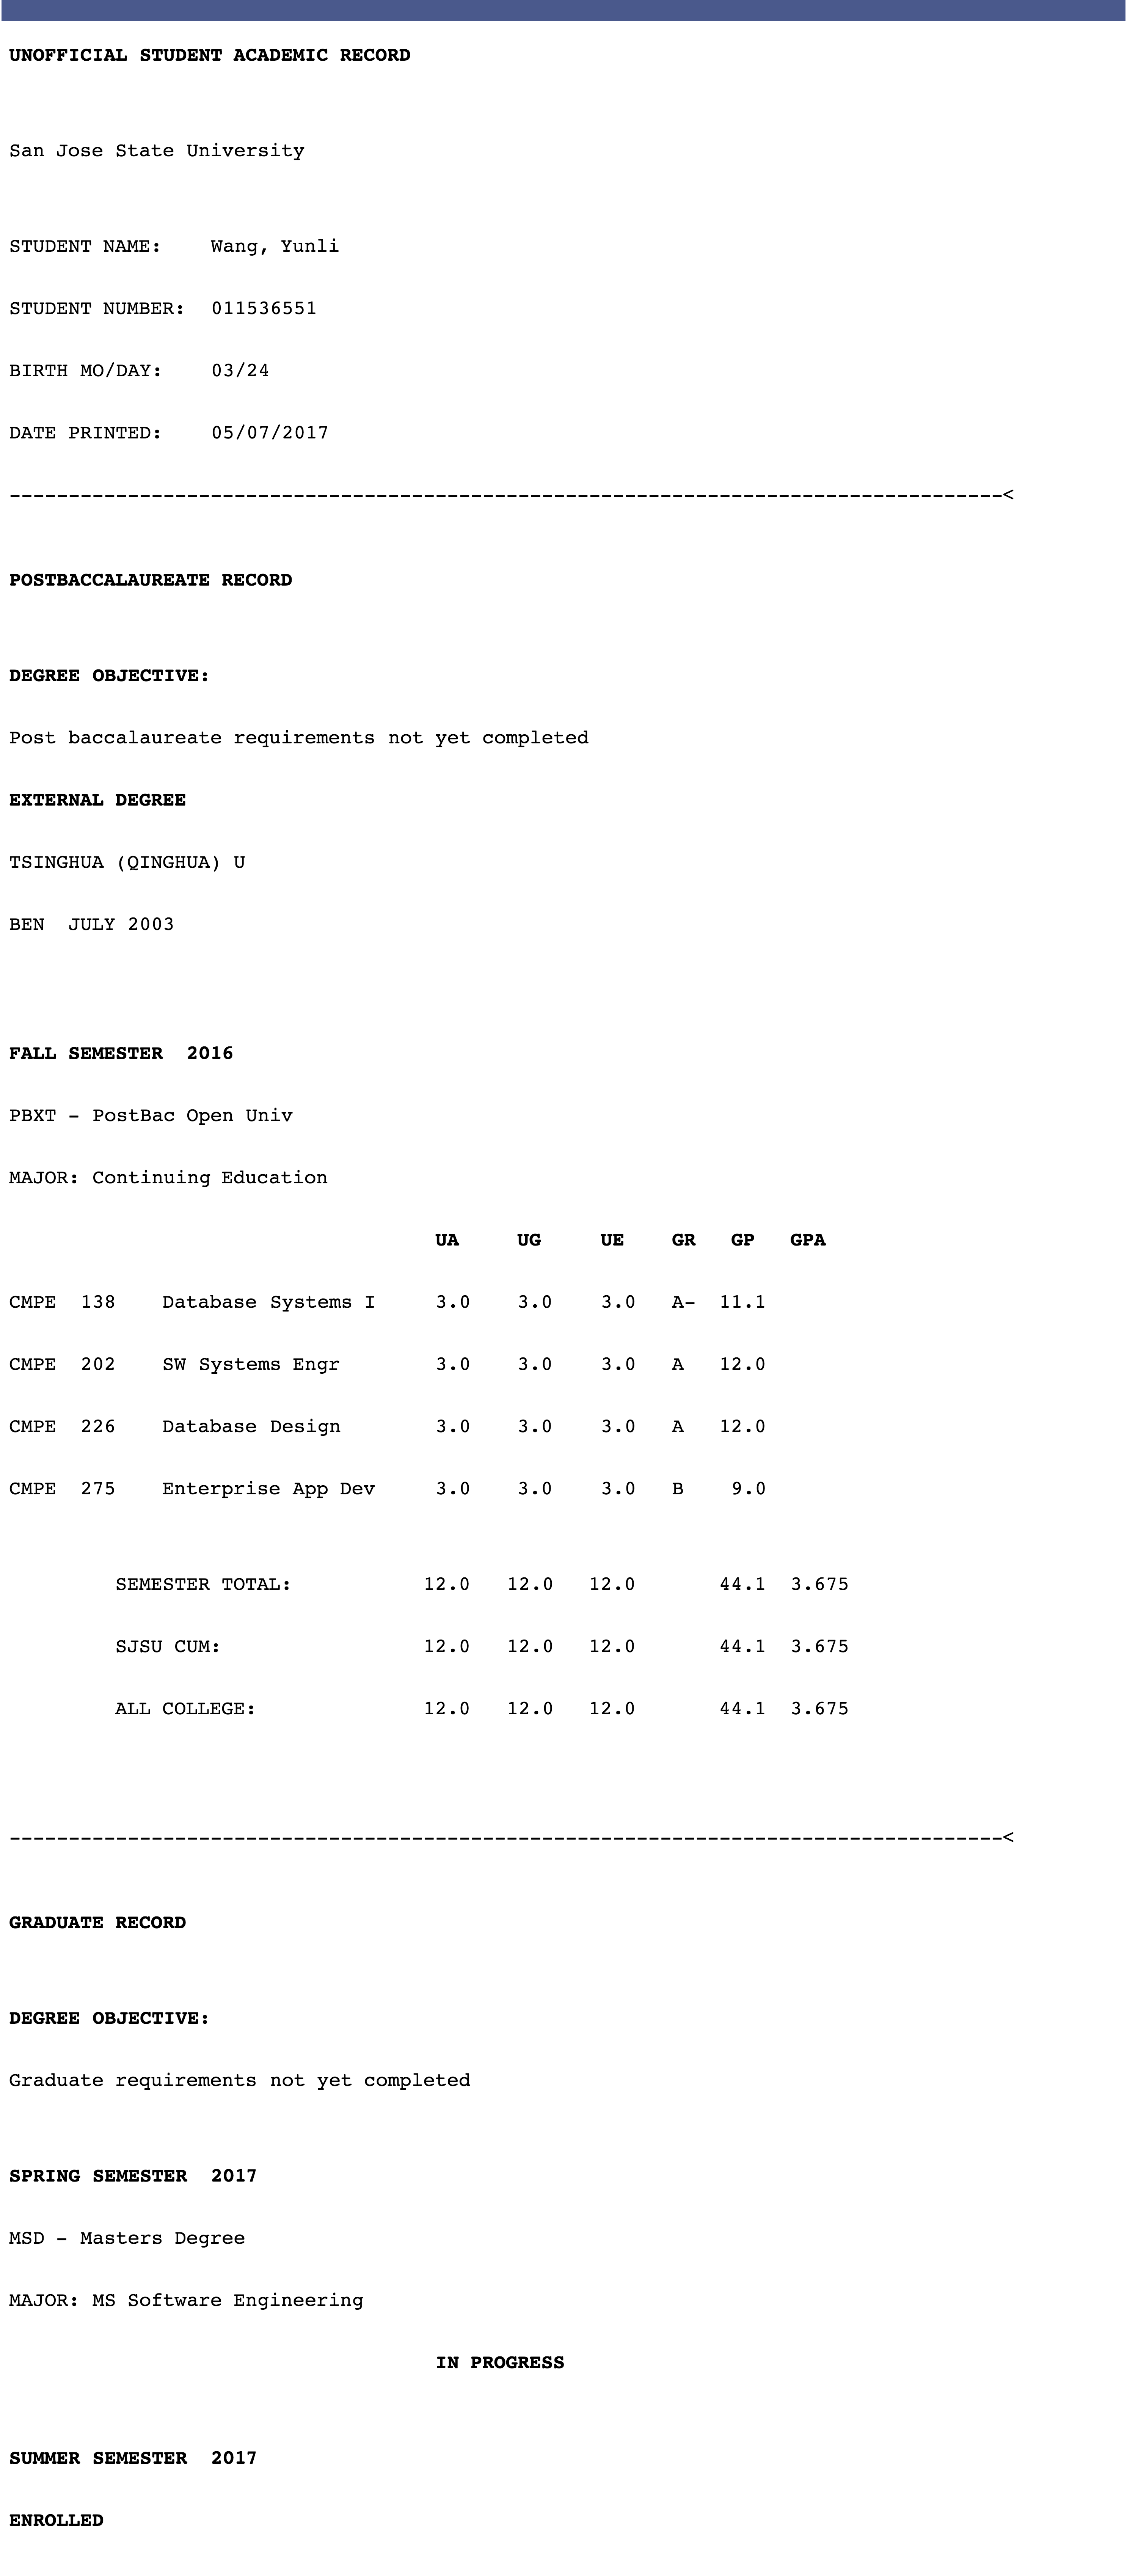 UNOFFICIAL STUDENT ACADEMIC RECORD
San Jose State University
STUDENT NAME: Wang, Yunli
STUDENT NUMBER: 011536551
BIRTH MO/DAY: 03/24
DATE PRINTED: 05/07/2017
------------------------------------------------------------------------------------<
POSTBACCALAUREATE RECORD
DEGREE OBJECTIVE:
Post baccalaureate requirements not yet completed
EXTERNAL DEGREE
TSINGHUA (QINGHUA) U
BEN JULY 2003
FALL SEMESTER 2016
PBXT - PostBac Open Univ
MAJOR: Continuing Education
UA UG UE GR GP GPA
CMPE 138 Database Systems I 3.0 3.0 3.0 A- 11.1
CMPE 202 SW Systems Engr 3.0 3.0 3.0 A 12.0
CMPE 226 Database Design 3.0 3.0 3.0 A 12.0
CMPE 275 Enterprise App Dev 3.0 3.0 3.0 B 9.0
SEMESTER TOTAL: 12.0 12.0 12.0 44.1 3.675
SJSU CUM: 12.0 12.0 12.0 44.1 3.675
ALL COLLEGE: 12.0 12.0 12.0 44.1 3.675
------------------------------------------------------------------------------------<
GRADUATE RECORD
DEGREE OBJECTIVE:
Graduate requirements not yet completed
SPRING SEMESTER 2017
MSD - Masters Degree
MAJOR: MS Software Engineering
IN PROGRESS
SUMMER SEMESTER 2017
ENROLLED